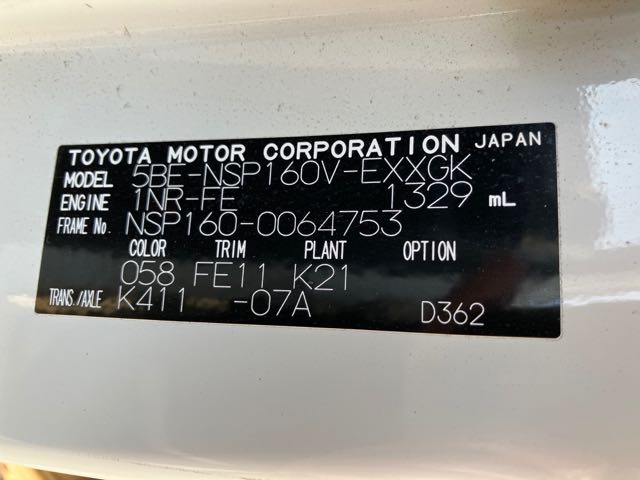 TOYOTA MOTOR CORPORATION JAPAN
MODEL 5BE-NSP160V-EXXGK
ENGINE 1NR-FE 1329 mL
FRAME No. NSP160-0064753
COLOR TRIM PLANT OPTION
058 FE11 K21
TRANS./AXLE K411 -07A D362